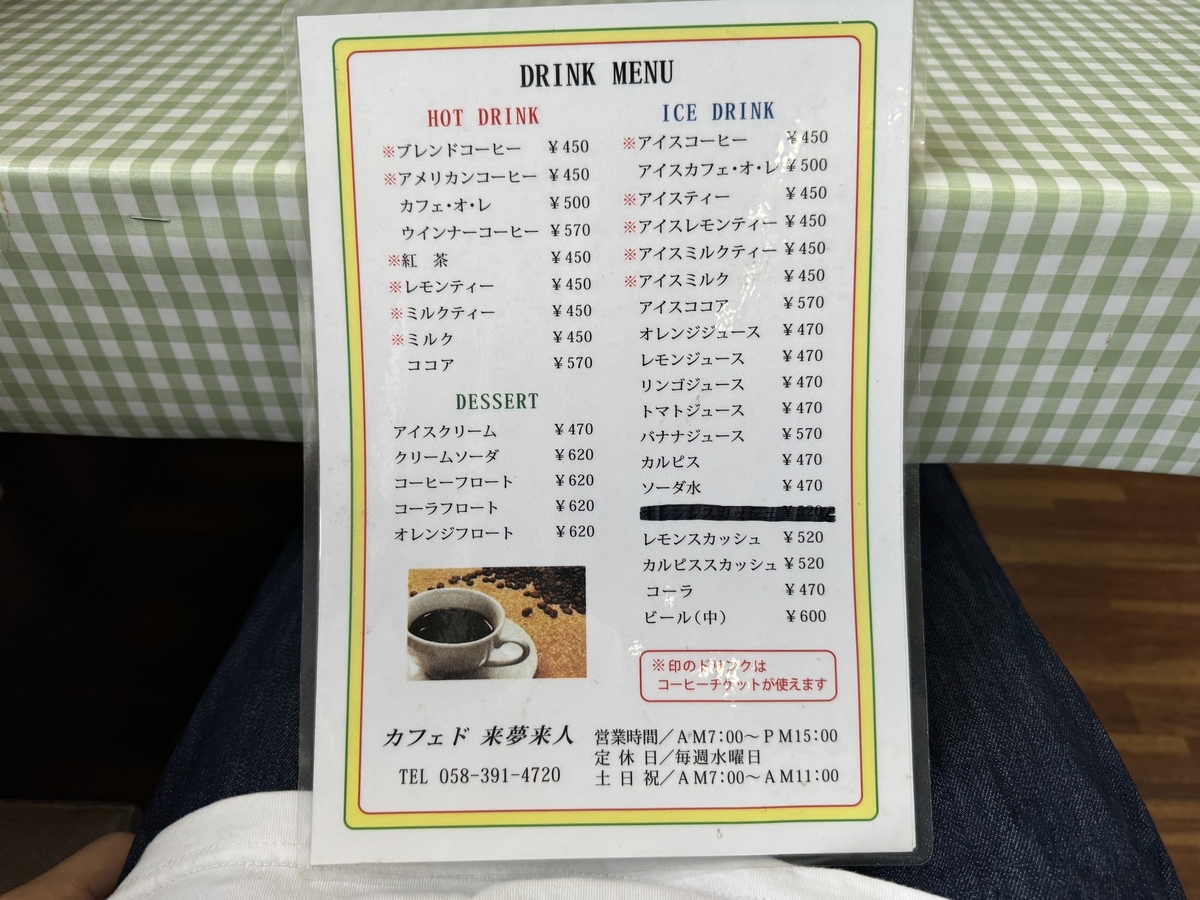 DRINK MENU
HOT DRINK
※ブレンドコーヒー ¥450
※アメリカンコーヒー ¥450
カフェ・オ・レ ¥500
ウインナーコーヒー ¥570
※紅 茶 ¥450
※レモンティー ¥450
※ミルクティー ¥450
※ミルク ¥450
ココア ¥570
DESSERT
アイスクリーム ¥470
クリームソーダ ¥620
コーヒーフロート ¥620
コーラフロート ¥620
オレンジフロート ¥620
ICE DRINK
※アイスコーヒー ¥450
アイスカフェ・オ・レ ¥500
※アイスティー ¥450
※アイスレモンティー ¥450
※アイスミルクティー ¥450
※アイスミルク ¥450
アイスココア ¥570
オレンジジュース ¥470
レモンジュース ¥470
リンゴジュース ¥470
トマトジュース ¥470
バナナジュース ¥570
カルピス ¥470
ソーダ水 ¥470
オレンジスカッシュ ¥520
レモンスカッシュ ¥520
カルピススカッシュ ¥520
コーラ ¥470
ビール(中) ¥600
※印のドリンクは
コーヒーチケットが使えます
カフェド 来夢来人
TEL 058-391-4720
営業時間/AM7:00～PM15:00
定 休 日/毎週水曜日
土 日 祝/AM7:00～AM11:00